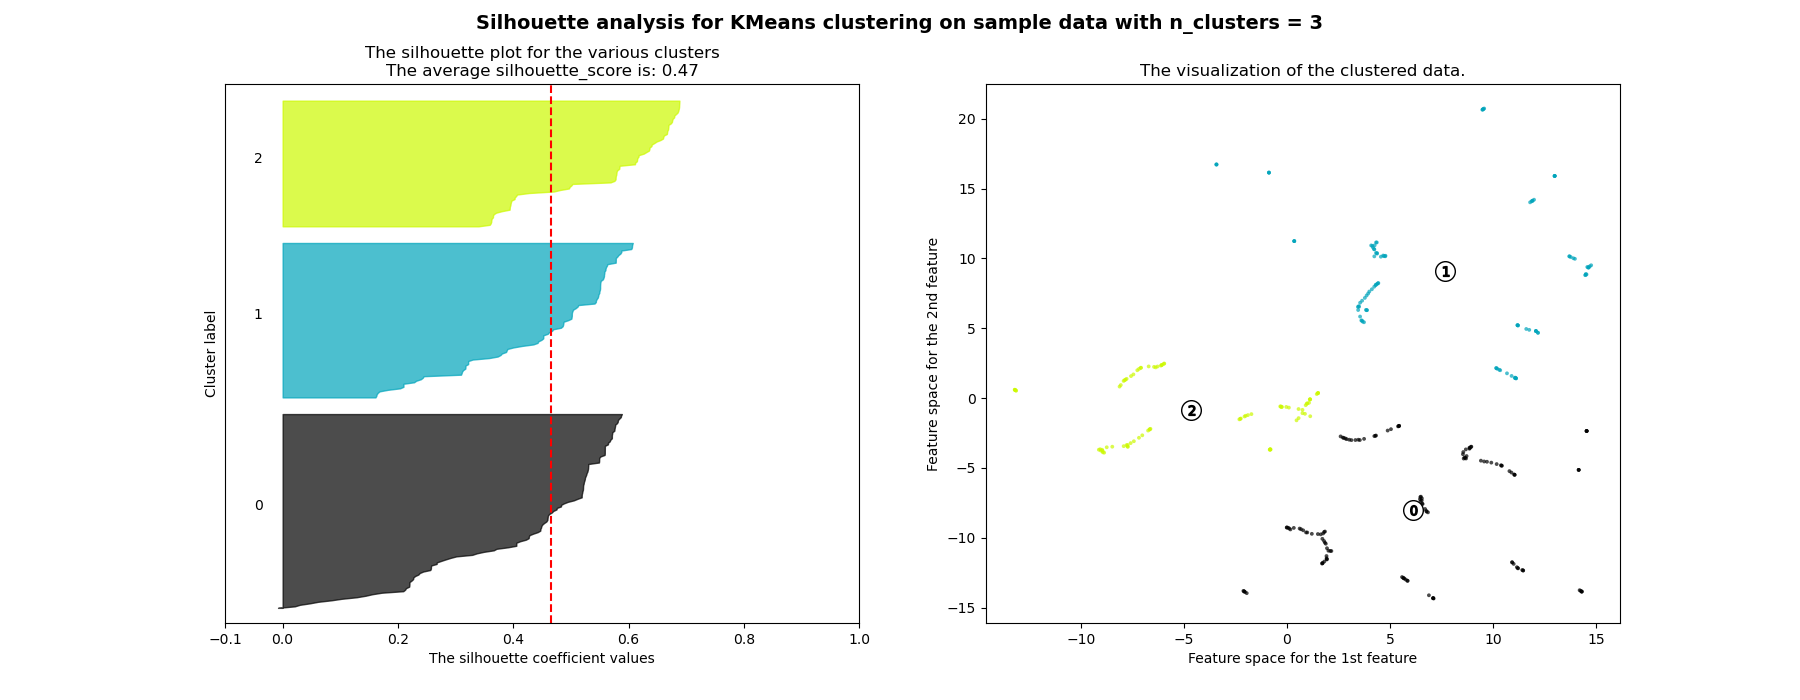 Silhouette analysis for KMeans clustering on sample data with n_clusters = 3
The silhouette plot for the various clusters
The average silhouette_score is: 0.47
2
1
0
Cluster label
−0.1 0.0 0.2 0.4 0.6 0.8 1.0
The silhouette coefficient values
The visualization of the clustered data.
20
15
10
5
0
−5
−10
−15
Feature space for the 2nd feature
1
2
0
−10 −5 0 5 10 15
Feature space for the 1st feature